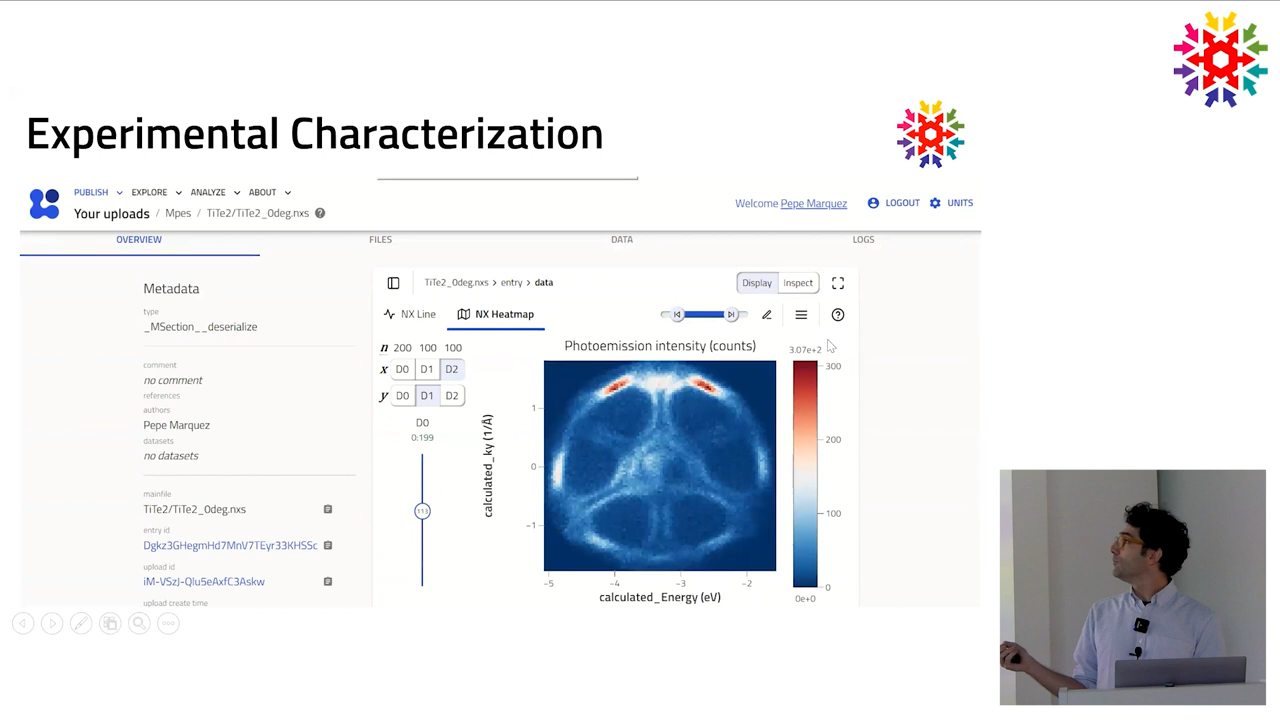 Experimental Characterization
PUBLISH EXPLORE ANALYZE ABOUT
Your uploads / Mpes / TiTe2/TiTe2_0deg.nxs ?
Welcome Pepe Marquez LOGOUT UNITS
OVERVIEW FILES DATA LOGS
Metadata
type
_MSection__deserialize
comment
no comment
references
authors
Pepe Marquez
datasets
no datasets
mainfile
TiTe2/TiTe2_0deg.nxs
entry id
Dgkz3GHegmHd7MnV7TEyr33KHSSc
upload id
iM-VSzJ-Qlu5eAxfC3Askw
upload create time
TiTe2_0deg.nxs > entry > data
Display Inspect
NX Line NX Heatmap
n 200 100 100
x D0 D1 D2
y D0 D1 D2
D0
0:199
113
Photoemission intensity (counts)
3.07e+2
300
200
100
0
0e+0
calculated_ky (1/Å)
1
0
−1
−5 −4 −3 −2
calculated_Energy (eV)